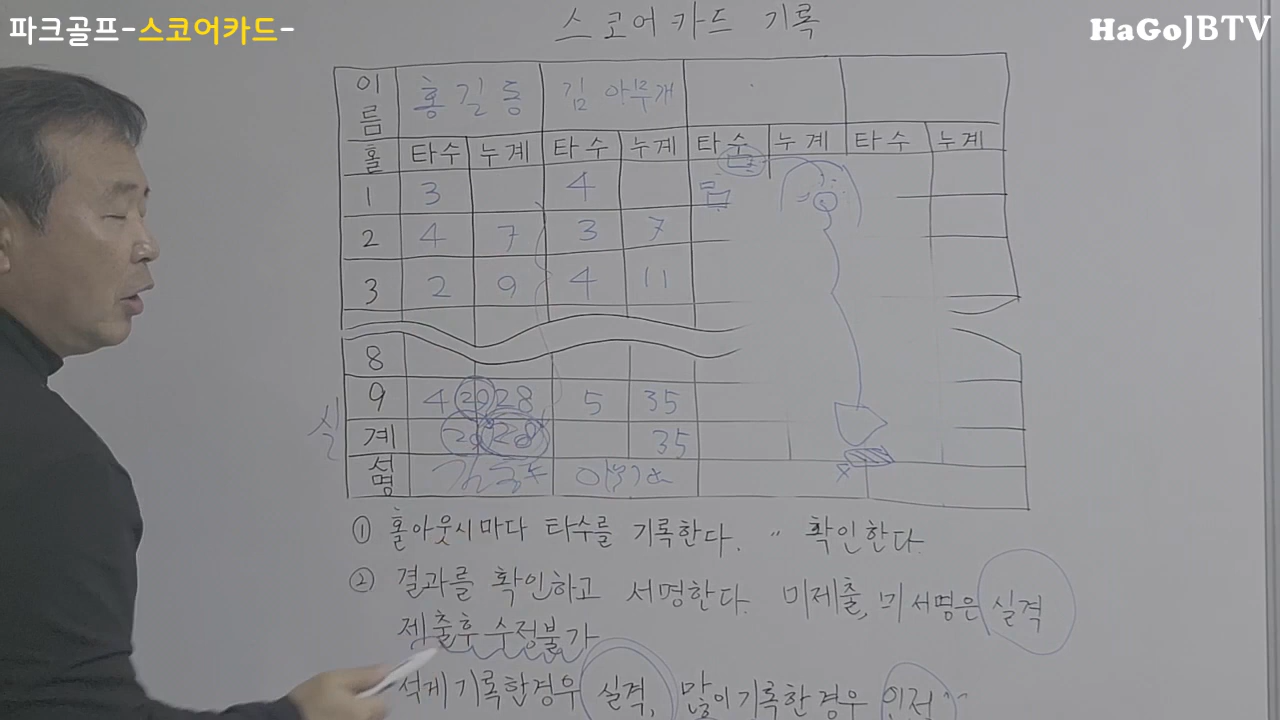 파크골프-스코어카드-
HaGoJBTV
스코어카드 기록
이름 홍길동 김아무개
홀 타수 누계 타수 누계 타수 누계 타수 누계
1 3 4
2 4 7 3 7
3 2 9 4 11
8
9 4 29 28 5 35
실
계 29 28 35
서명
① 홀아웃시마다 타수를 기록한다. 〃 확인한다.
② 결과를 확인하고 서명한다. 미제출, 미서명은 실격
제출후 수정불가
적게 기록한경우 실격, 많이 기록한 경우 인정